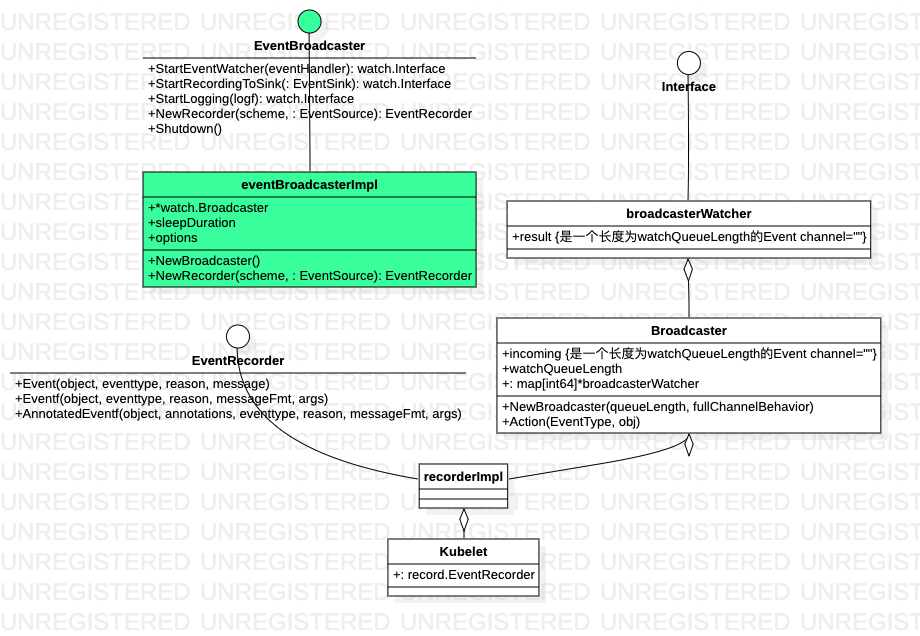 EventBroadcaster
+StartEventWatcher(eventHandler): watch.Interface
+StartRecordingToSink(: EventSink): watch.Interface
+StartLogging(logf): watch.Interface
+NewRecorder(scheme, : EventSource): EventRecorder
+Shutdown()
Interface
eventBroadcasterImpl
+*watch.Broadcaster
+sleepDuration
+options
+NewBroadcaster()
+NewRecorder(scheme, : EventSource): EventRecorder
broadcasterWatcher
+result {是一个长度为watchQueueLength的Event channel=""}
Broadcaster
+incoming {是一个长度为watchQueueLength的Event channel=""}
+watchQueueLength
+: map[int64]*broadcasterWatcher
+NewBroadcaster(queueLength, fullChannelBehavior)
+Action(EventType, obj)
EventRecorder
+Event(object, eventtype, reason, message)
+Eventf(object, eventtype, reason, messageFmt, args)
+AnnotatedEventf(object, annotations, eventtype, reason, messageFmt, args)
recorderImpl
Kubelet
+: record.EventRecorder
UNREGISTERED